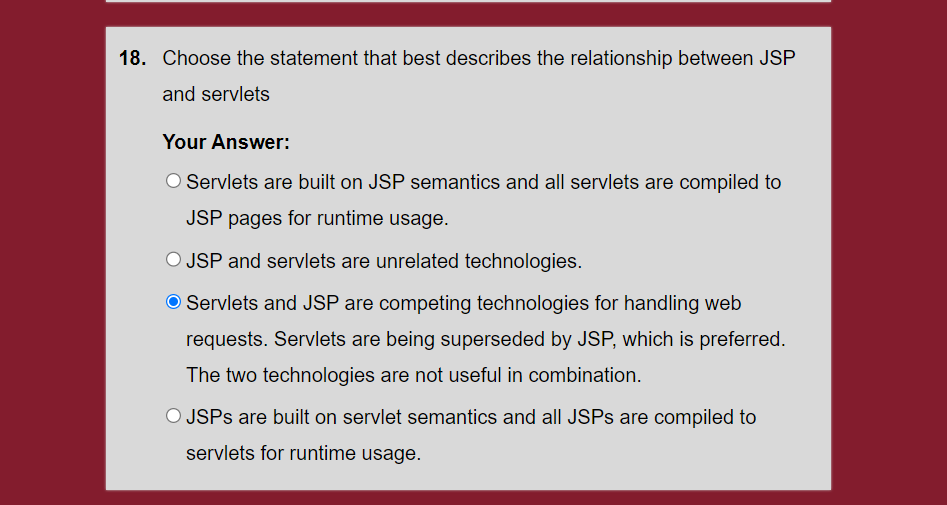 18. Choose the statement that best describes the relationship between JSP
and servlets
Your Answer:
Servlets are built on JSP semantics and all servlets are compiled to
JSP pages for runtime usage.
JSP and servlets are unrelated technologies.
Servlets and JSP are competing technologies for handling web
requests. Servlets are being superseded by JSP, which is preferred.
The two technologies are not useful in combination.
JSPs are built on servlet semantics and all JSPs are compiled to
servlets for runtime usage.